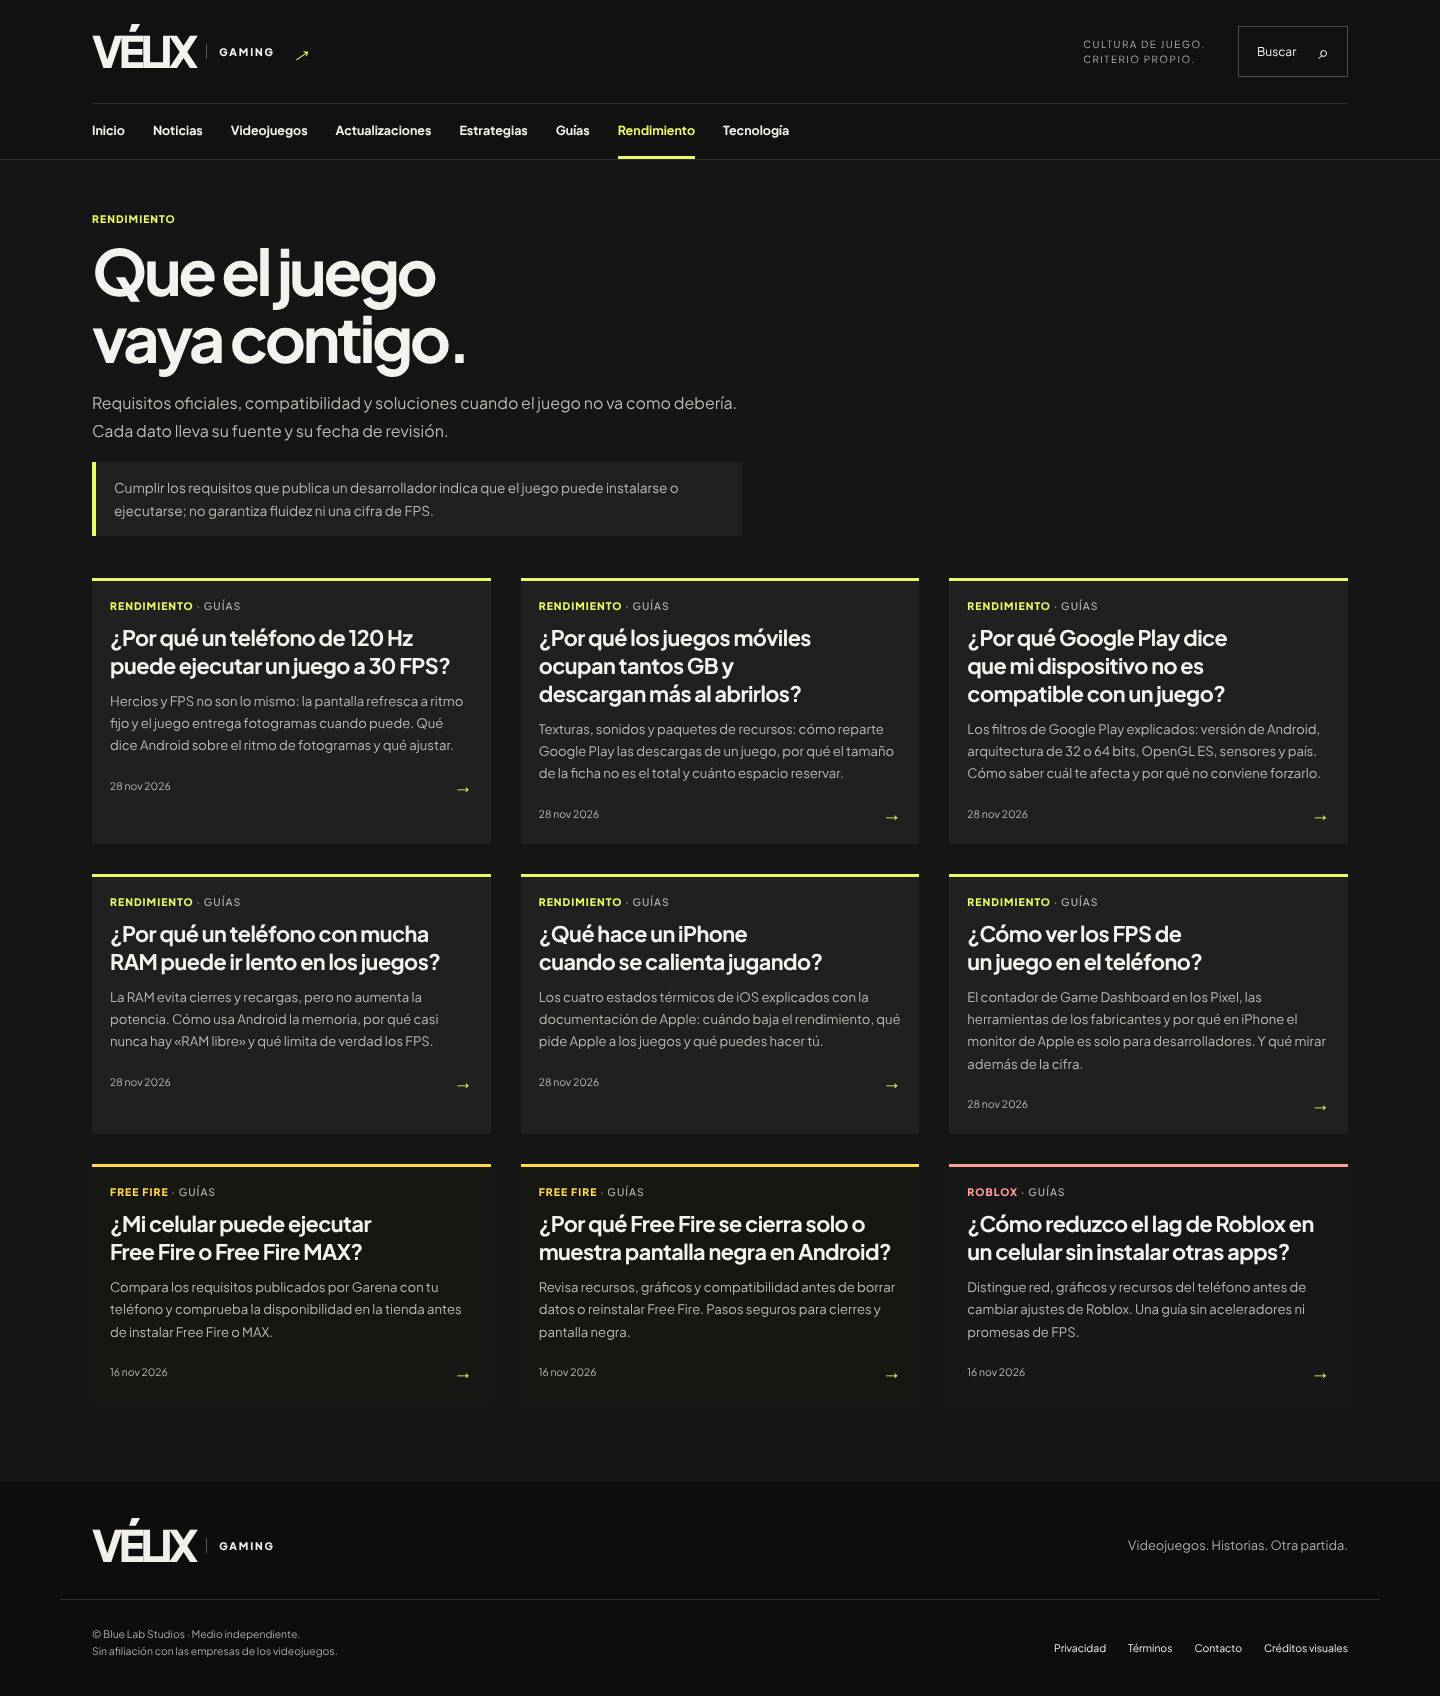 VÉLIX GAMING ↗
CULTURA DE JUEGO.
CRITERIO PROPIO.
Buscar ⌕
Inicio Noticias Videojuegos Actualizaciones Estrategias Guías Rendimiento Tecnología
RENDIMIENTO
Que el juego
vaya contigo.
Requisitos oficiales, compatibilidad y soluciones cuando el juego no va como debería.
Cada dato lleva su fuente y su fecha de revisión.
Cumplir los requisitos que publica un desarrollador indica que el juego puede instalarse o
ejecutarse; no garantiza fluidez ni una cifra de FPS.
RENDIMIENTO · GUÍAS
¿Por qué un teléfono de 120 Hz
puede ejecutar un juego a 30 FPS?
Hercios y FPS no son lo mismo: la pantalla refresca a ritmo
fijo y el juego entrega fotogramas cuando puede. Qué
dice Android sobre el ritmo de fotogramas y qué ajustar.
28 nov 2026 →
RENDIMIENTO · GUÍAS
¿Por qué los juegos móviles
ocupan tantos GB y
descargan más al abrirlos?
Texturas, sonidos y paquetes de recursos: cómo reparte
Google Play las descargas de un juego, por qué el tamaño
de la ficha no es el total y cuánto espacio reservar.
28 nov 2026 →
RENDIMIENTO · GUÍAS
¿Por qué Google Play dice
que mi dispositivo no es
compatible con un juego?
Los filtros de Google Play explicados: versión de Android,
arquitectura de 32 o 64 bits, OpenGL ES, sensores y país.
Cómo saber cuál te afecta y por qué no conviene forzarlo.
28 nov 2026 →
RENDIMIENTO · GUÍAS
¿Por qué un teléfono con mucha
RAM puede ir lento en los juegos?
La RAM evita cierres y recargas, pero no aumenta la
potencia. Cómo usa Android la memoria, por qué casi
nunca hay «RAM libre» y qué limita de verdad los FPS.
28 nov 2026 →
RENDIMIENTO · GUÍAS
¿Qué hace un iPhone
cuando se calienta jugando?
Los cuatro estados térmicos de iOS explicados con la
documentación de Apple: cuándo baja el rendimiento, qué
pide Apple a los juegos y qué puedes hacer tú.
28 nov 2026 →
RENDIMIENTO · GUÍAS
¿Cómo ver los FPS de
un juego en el teléfono?
El contador de Game Dashboard en los Pixel, las
herramientas de los fabricantes y por qué en iPhone el
monitor de Apple es solo para desarrolladores. Y qué mirar
además de la cifra.
28 nov 2026 →
FREE FIRE · GUÍAS
¿Mi celular puede ejecutar
Free Fire o Free Fire MAX?
Compara los requisitos publicados por Garena con tu
teléfono y comprueba la disponibilidad en la tienda antes
de instalar Free Fire o MAX.
16 nov 2026 →
FREE FIRE · GUÍAS
¿Por qué Free Fire se cierra solo o
muestra pantalla negra en Android?
Revisa recursos, gráficos y compatibilidad antes de borrar
datos o reinstalar Free Fire. Pasos seguros para cierres y
pantalla negra.
16 nov 2026 →
ROBLOX · GUÍAS
¿Cómo reduzco el lag de Roblox en
un celular sin instalar otras apps?
Distingue red, gráficos y recursos del teléfono antes de
cambiar ajustes de Roblox. Una guía sin aceleradores ni
promesas de FPS.
16 nov 2026 →
VÉLIX GAMING
Videojuegos. Historias. Otra partida.
© Blue Lab Studios · Medio independiente.
Sin afiliación con las empresas de los videojuegos.
Privacidad Términos Contacto Créditos visuales